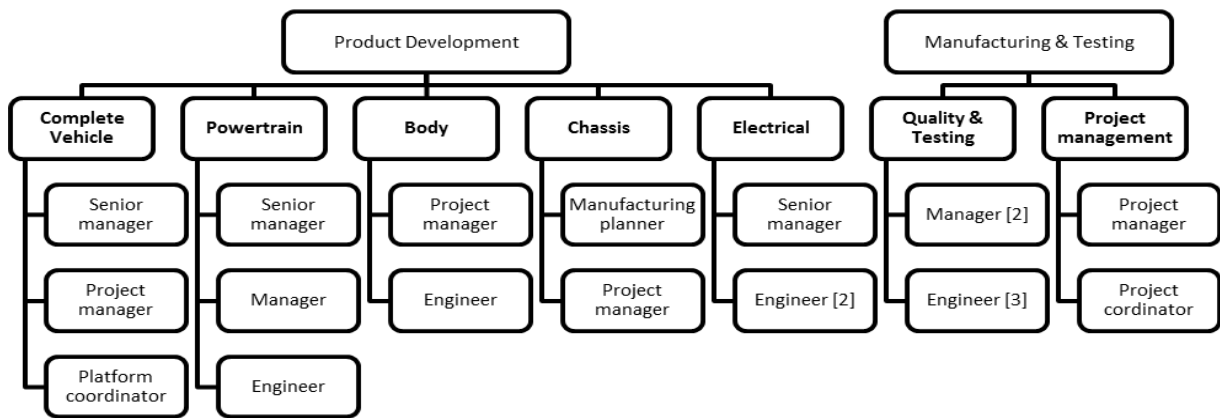 Product Development
Manufacturing & Testing
Complete
Vehicle
Powertrain
Body
Chassis
Electrical
Quality &
Testing
Project
management
Senior
manager
Senior
manager
Project
manager
Manufacturing
planner
Senior
manager
Manager [2]
Project
manager
Project
manager
Manager
Engineer
Project
manager
Engineer [2]
Engineer [3]
Project
cordinator
Platform
coordinator
Engineer